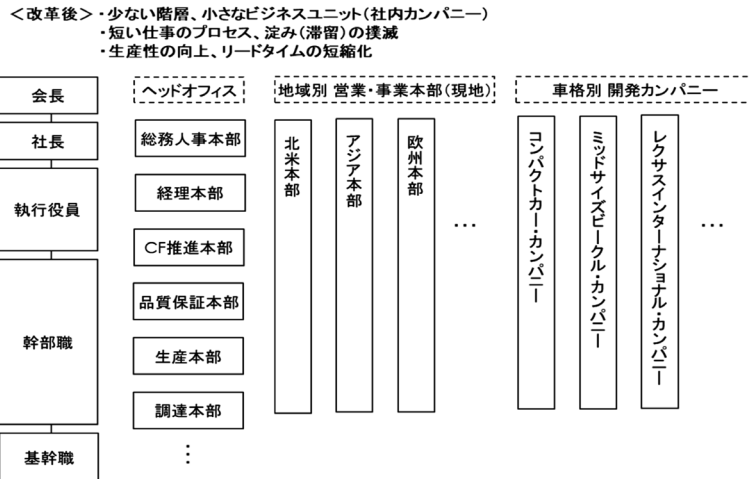 ＜改革後＞・少ない階層、小さなビジネスユニット（社内カンパニー）
・短い仕事のプロセス、淀み（滞留）の撲滅
・生産性の向上、リードタイムの短縮化
会長
社長
執行役員
幹部職
基幹職
ヘッドオフィス
総務人事本部
経理本部
CF推進本部
品質保証本部
生産本部
調達本部
⋮
地域別 営業・事業本部（現地）
北米本部
アジア本部
欧州本部
…
車格別 開発カンパニー
コンパクトカー・カンパニー
ミッドサイズビークル・カンパニー
レクサスインターナショナル・カンパニー
…